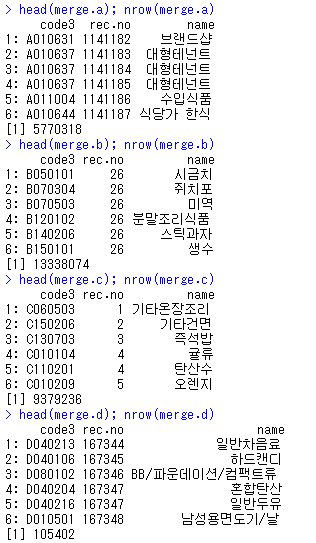 > head(merge.a); nrow(merge.a)
code3 rec.no name
1: A010631 1141182 브랜드샵
2: A010637 1141183 대형테넌트
3: A010637 1141184 대형테넌트
4: A010637 1141185 대형테넌트
5: A011004 1141186 수입식품
6: A010644 1141187 식당가 한식
[1] 5770318
> head(merge.b); nrow(merge.b)
code3 rec.no name
1: B050101 26 시금치
2: B070304 26 쥐치포
3: B070503 26 미역
4: B120102 26 분말조리식품
5: B140206 26 스틱과자
6: B150101 26 생수
[1] 13338074
> head(merge.c); nrow(merge.c)
code3 rec.no name
1: C060503 1 기타온장조리
2: C150206 2 기타건면
3: C130703 3 즉석밥
4: C010104 4 귤류
5: C110201 4 탄산수
6: C010209 5 오렌지
[1] 9379236
> head(merge.d); nrow(merge.d)
code3 rec.no name
1: D040213 167344 일반차음료
2: D040106 167345 하드캔디
3: D080102 167346 BB/파운데이션/컴팩트류
4: D040204 167347 혼합탄산
5: D040216 167347 일반두유
6: D010501 167348 남성용면도기/날
[1] 105402